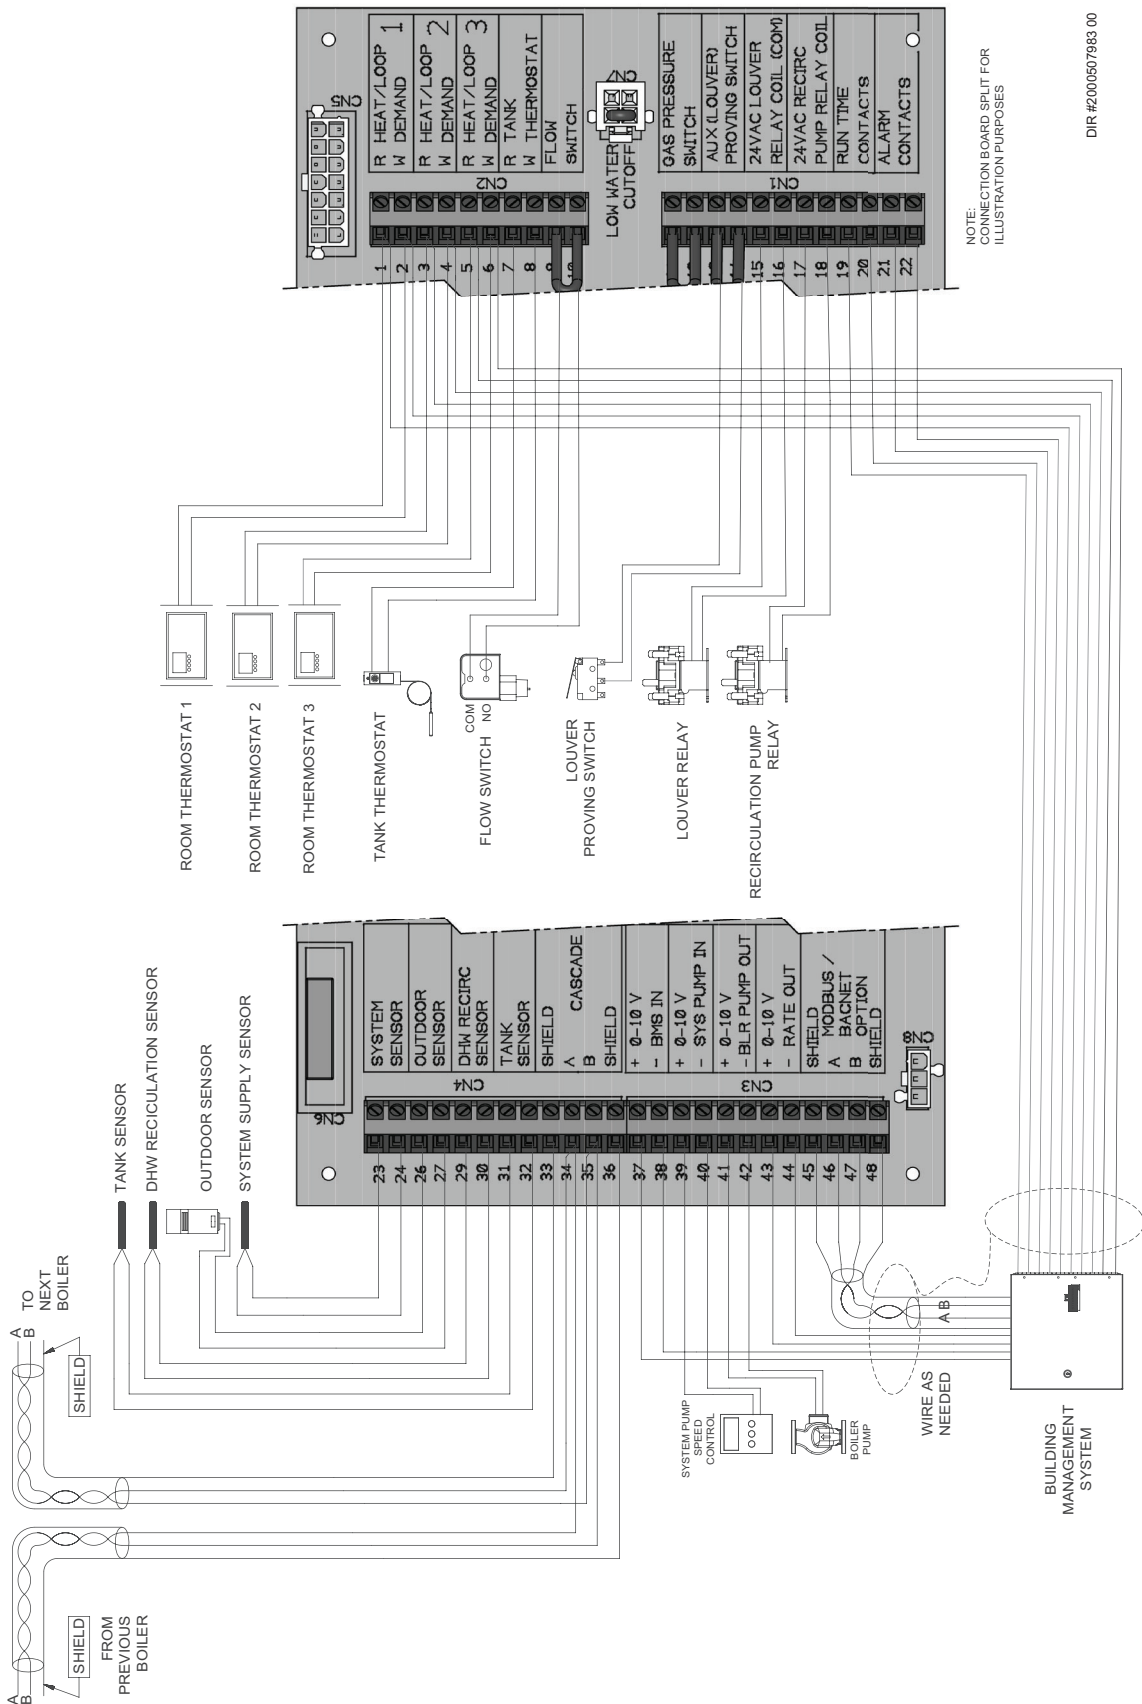 TO
NEXT
BOILER
A
B
SHIELD
FROM
PREVIOUS
BOILER
A
B
SHIELD
TANK SENSOR
DHW RECICULATION SENSOR
OUTDOOR SENSOR
SYSTEM SUPPLY SENSOR
ROOM THERMOSTAT 1
ROOM THERMOSTAT 2
ROOM THERMOSTAT 3
TANK THERMOSTAT
COM
NO
FLOW SWITCH
LOUVER
PROVING SWITCH
LOUVER RELAY
RECIRCULATION PUMP
RELAY
SYSTEM PUMP
SPEED
CONTROL
BOILER
PUMP
WIRE AS
NEEDED
A B
BUILDING
MANAGEMENT
SYSTEM
CN6
CN4
SYSTEM
SENSOR
OUTDOOR
SENSOR
DHW RECIRC
SENSOR
TANK
SENSOR
SHIELD
A
CASCADE
B
SHIELD
CN3
+ 0-10 V
- BMS IN
+ 0-10 V
- SYS PUMP IN
+ 0-10 V
- BLR PUMP OUT
+ 0-10 V
- RATE OUT
SHIELD
A MODBUS /
BACNET
B OPTION
SHIELD
CN8
23
24
26
27
29
30
31
32
33
34
35
36
37
38
39
40
41
42
43
44
45
46
47
48
CN5
CN2
R HEAT/LOOP 1
W DEMAND
R HEAT/LOOP 2
W DEMAND
R HEAT/LOOP 3
W DEMAND
R TANK
W THERMOSTAT
FLOW
SWITCH
LOW WATER
CUTOFF
CN7
CN1
GAS PRESSURE
SWITCH
AUX (LOUVER)
PROVING SWITCH
24VAC LOUVER
RELAY COIL (COM)
24VAC RECIRC
PUMP RELAY COIL
RUN TIME
CONTACTS
ALARM
CONTACTS
1
2
3
4
5
6
7
8
9
10
15
16
17
18
19
20
21
22
NOTE:
CONNECTION BOARD SPLIT FOR
ILLUSTRATION PURPOSES
DIR #2000507983 00